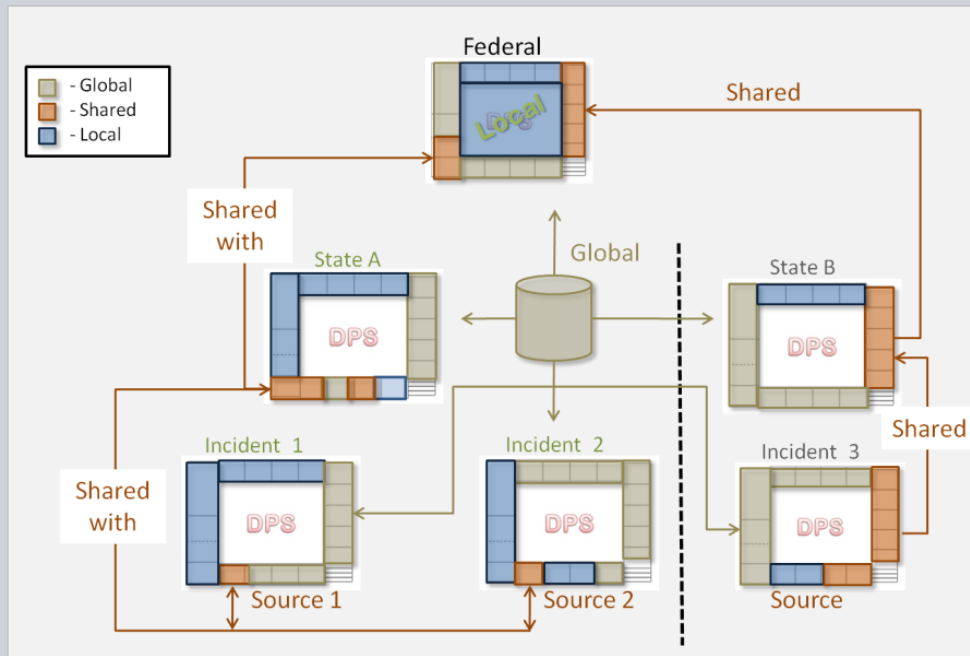 Federal
- Global
- Shared
- Local
Local
Shared
Shared
with
Global
State A
State B
DPS
DPS
Shared
Incident 1
Incident 2
Incident 3
Shared
with
DPS
DPS
DPS
Source 1
Source 2
Source